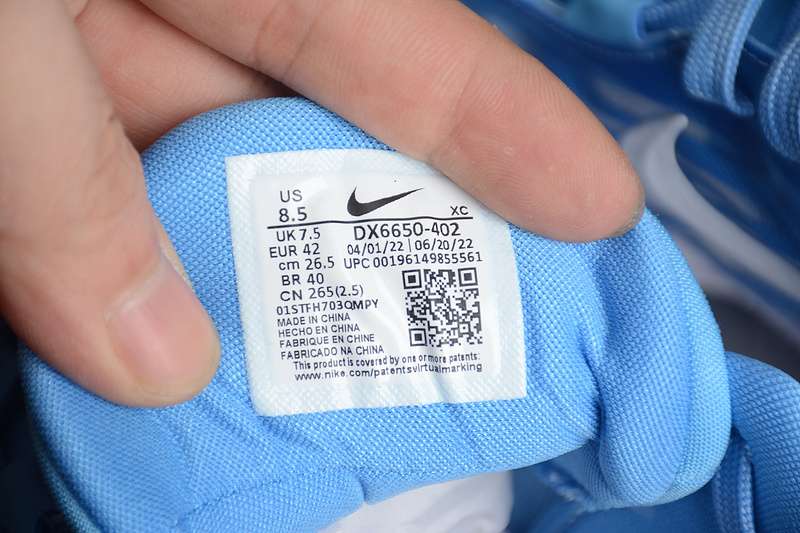 US
8.5
XC
UK 7.5 DX6650-402
EUR 42 04/01/22 | 06/20/22
cm 26.5 UPC 00196149855561
BR 40
CN 265(2.5)
01STFH703QMPY
MADE IN CHINA
HECHO EN CHINA
FABRIQUE EN CHINE
FABRICADO NA CHINA
This product is covered by one or more patents:
www.nike.com/patentsvirtualmarking